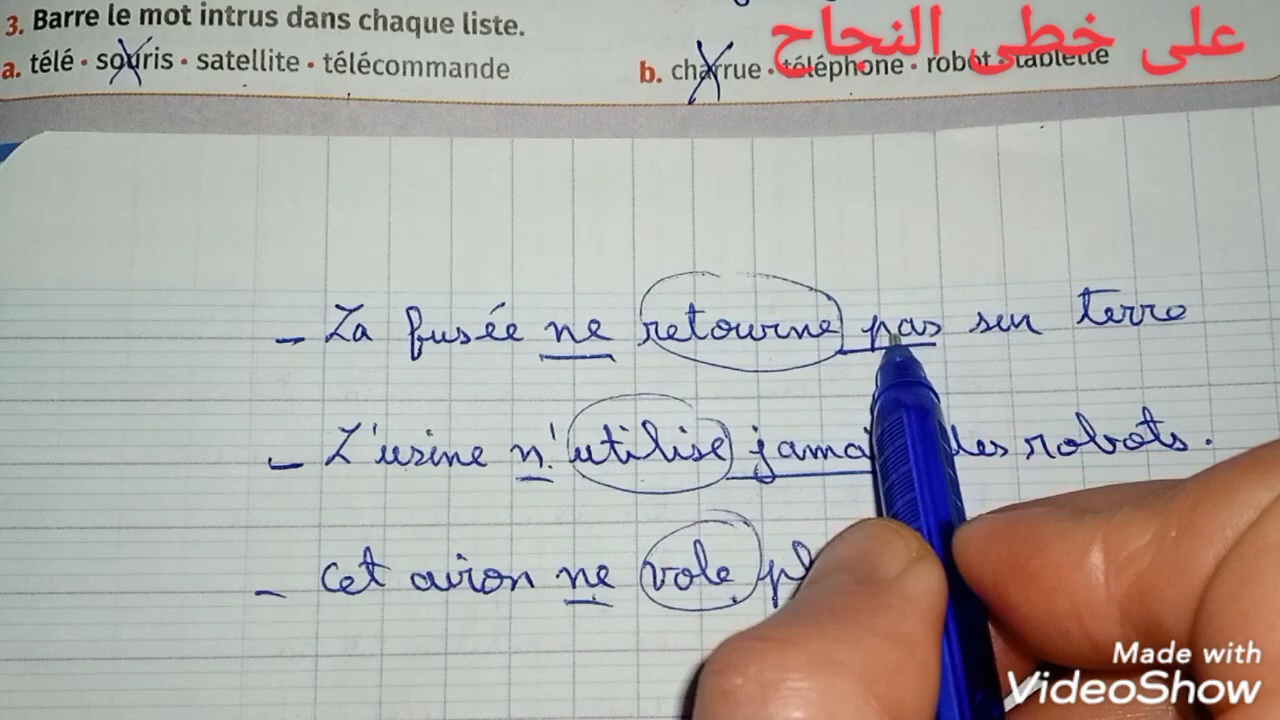 على خطى النجاح
3. Barre le mot intrus dans chaque liste.
a. télé • souris • satellite • télécommande
b. charrue • téléphone • robot • tablette
- La fusée ne retourne pas sur terre
- L'usine n'utilise jamais des robots.
- Cet avion ne vole
Made with
VideoShow